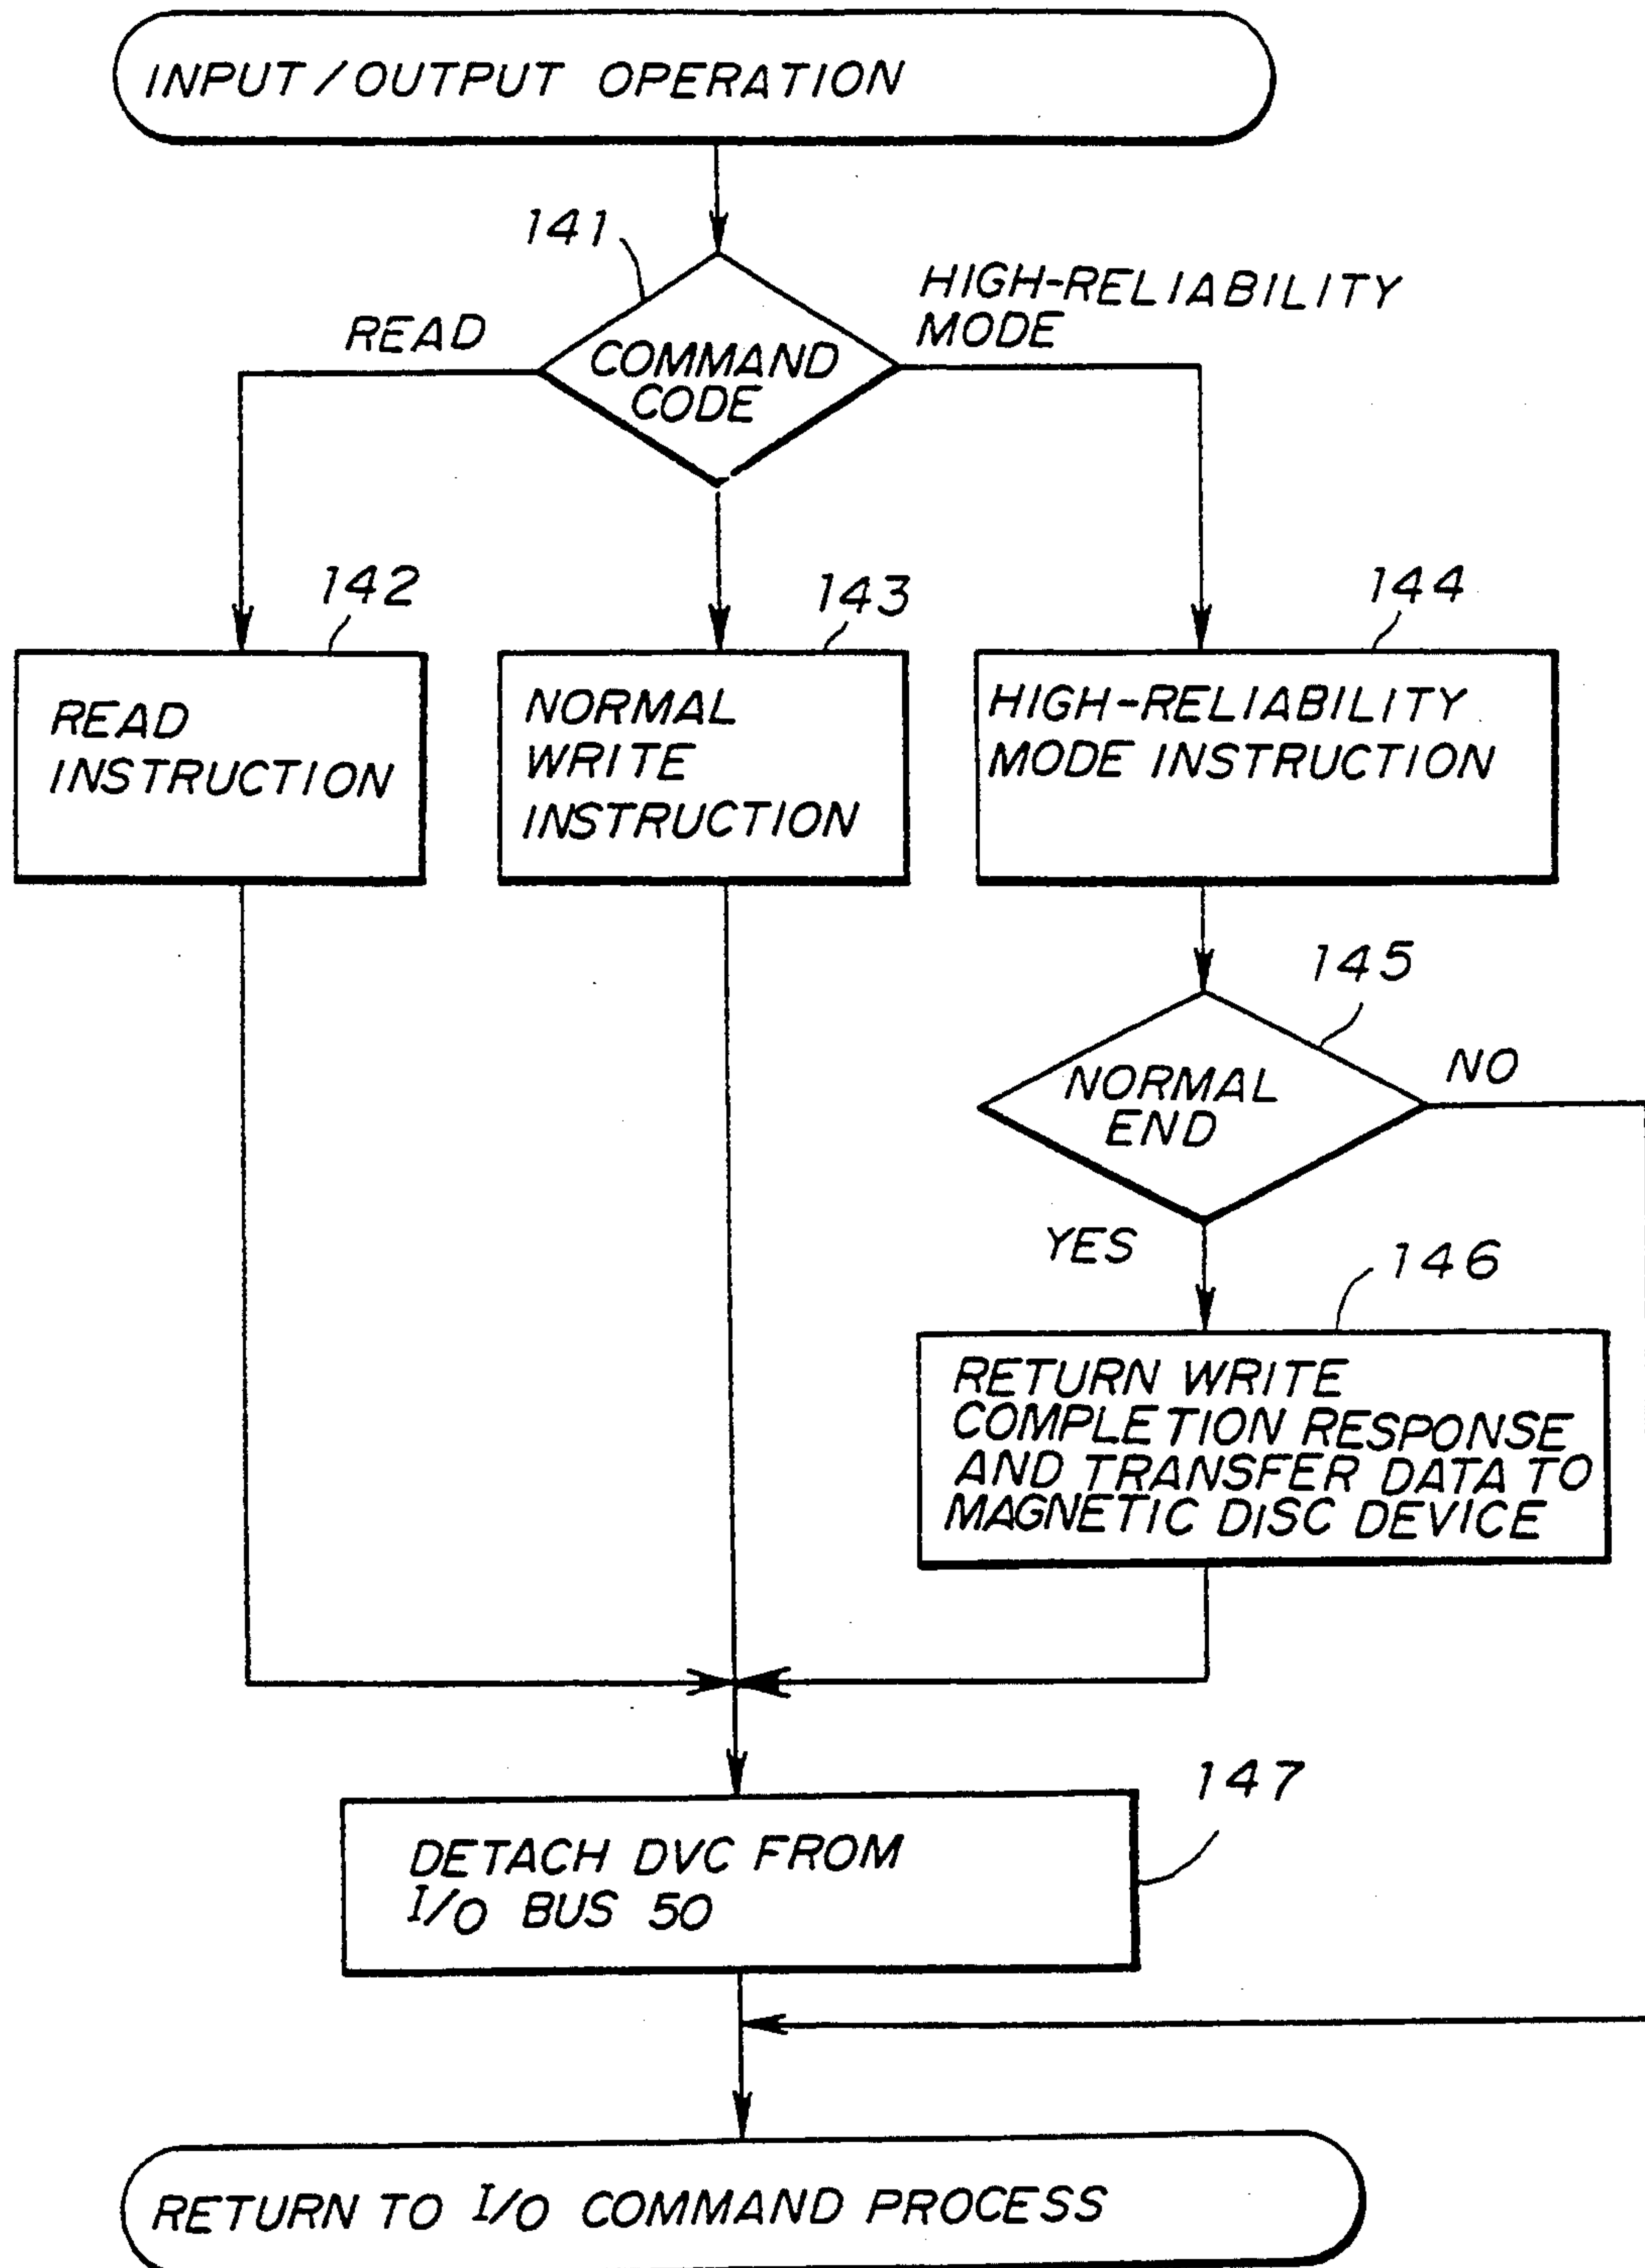 INPUT/OUTPUT OPERATION
141
HIGH-RELIABILITY
MODE
READ
COMMAND
CODE
142
143
144
READ
INSTRUCTION
NORMAL
WRITE
INSTRUCTION
HIGH-RELIABILITY
MODE INSTRUCTION
145
NO
NORMAL
END
YES
146
RETURN WRITE
COMPLETION RESPONSE
AND TRANSFER DATA TO
MAGNETIC DISC DEVICE
147
DETACH DVC FROM
I/O BUS 50
RETURN TO I/O COMMAND PROCESS